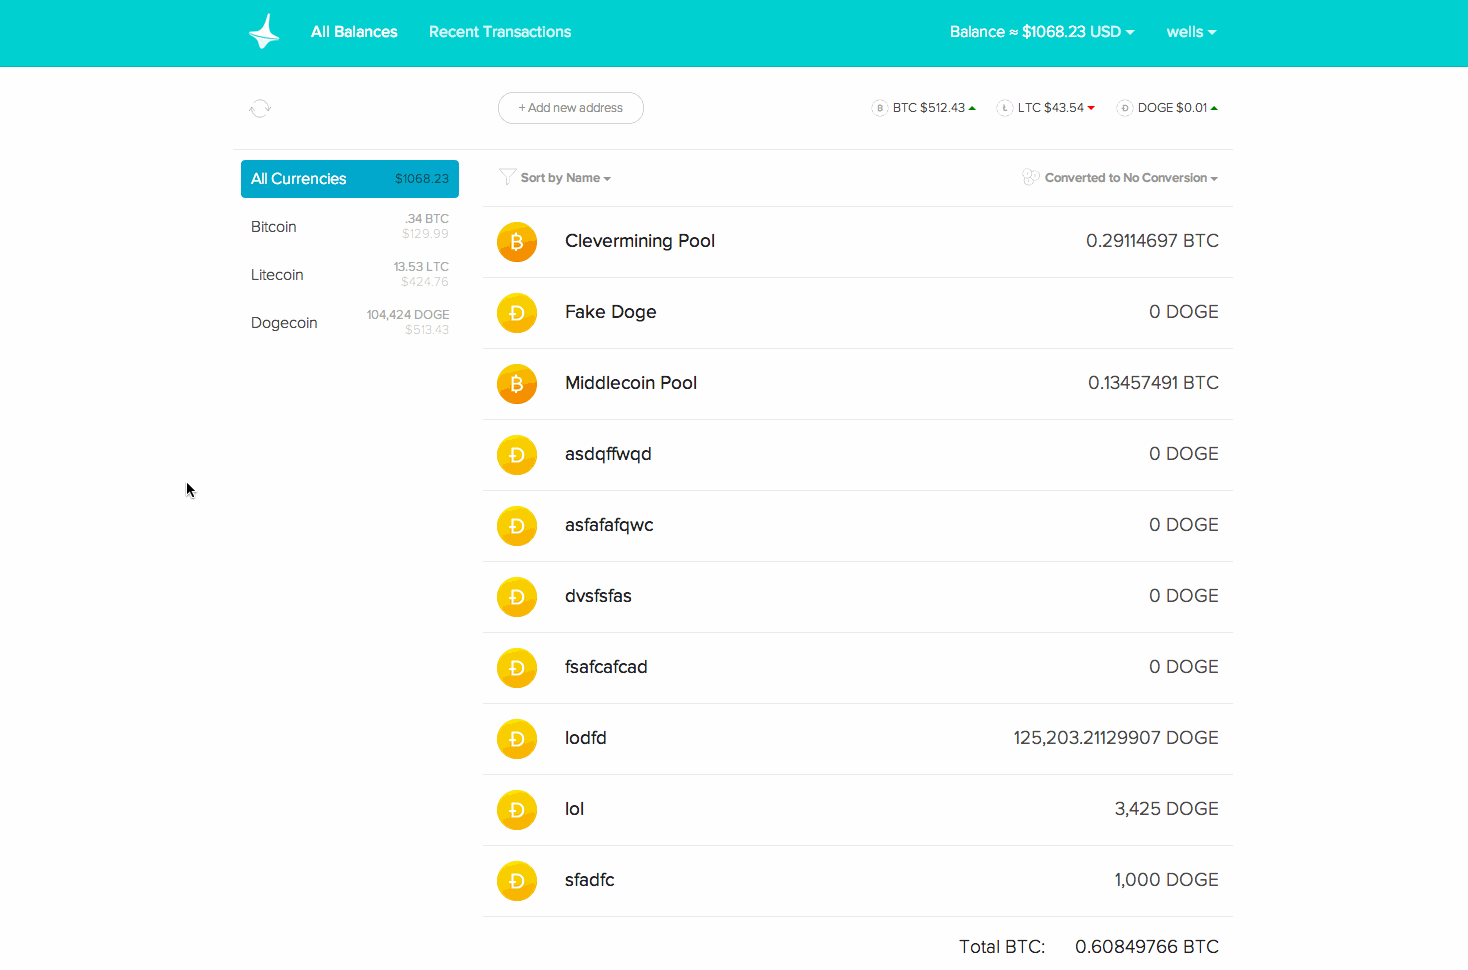 All Balances
Recent Transactions
Balance ≈ $1068.23 USD
wells
+ Add new address
BTC $512.43
LTC $43.54
DOGE $0.01
All Currencies
$1068.23
Bitcoin
.34 BTC
$129.99
Litecoin
13.53 LTC
$424.76
Dogecoin
104,424 DOGE
$513.43
Sort by Name
Converted to No Conversion
Clevermining Pool
0.29114697 BTC
Fake Doge
0 DOGE
Middlecoin Pool
0.13457491 BTC
asdqffwqd
0 DOGE
asfafafqwc
0 DOGE
dvsfsfas
0 DOGE
fsafcafcad
0 DOGE
lodfd
125,203.21129907 DOGE
lol
3,425 DOGE
sfadfc
1,000 DOGE
Total BTC:
0.60849766 BTC